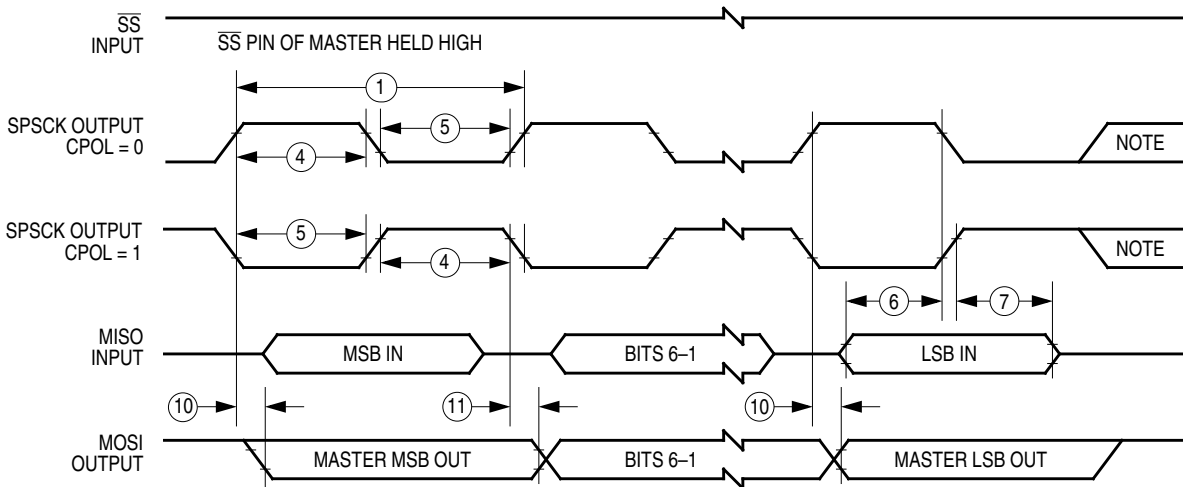 SS
INPUT
SS PIN OF MASTER HELD HIGH
1
SPSCK OUTPUT
CPOL = 0
5
4
NOTE
SPSCK OUTPUT
CPOL = 1
5
4
NOTE
6
7
MISO
INPUT
MSB IN
BITS 6–1
LSB IN
10
11
10
MOSI
OUTPUT
MASTER MSB OUT
BITS 6–1
MASTER LSB OUT